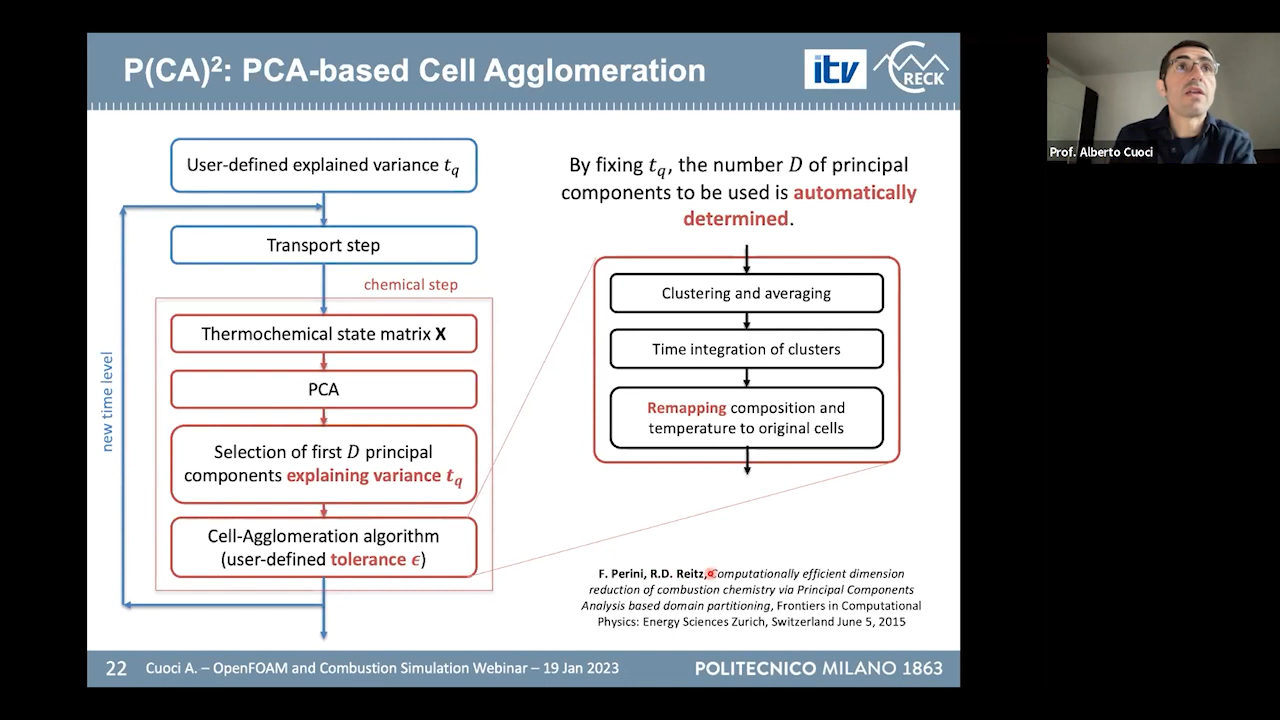 P(CA)²: PCA-based Cell Agglomeration
itv
CRECK
Prof. Alberto Cuoci
User-defined explained variance t_q
Transport step
chemical step
Thermochemical state matrix X
PCA
Selection of first D principal
components explaining variance t_q
Cell-Agglomeration algorithm
(user-defined tolerance ϵ)
new time level
By fixing t_q, the number D of principal
components to be used is automatically
determined.
Clustering and averaging
Time integration of clusters
Remapping composition and
temperature to original cells
F. Perini, R.D. Reitz, Computationally efficient dimension
reduction of combustion chemistry via Principal Components
Analysis based domain partitioning, Frontiers in Computational
Physics: Energy Sciences Zurich, Switzerland June 5, 2015
22
Cuoci A. – OpenFOAM and Combustion Simulation Webinar – 19 Jan 2023
POLITECNICO MILANO 1863